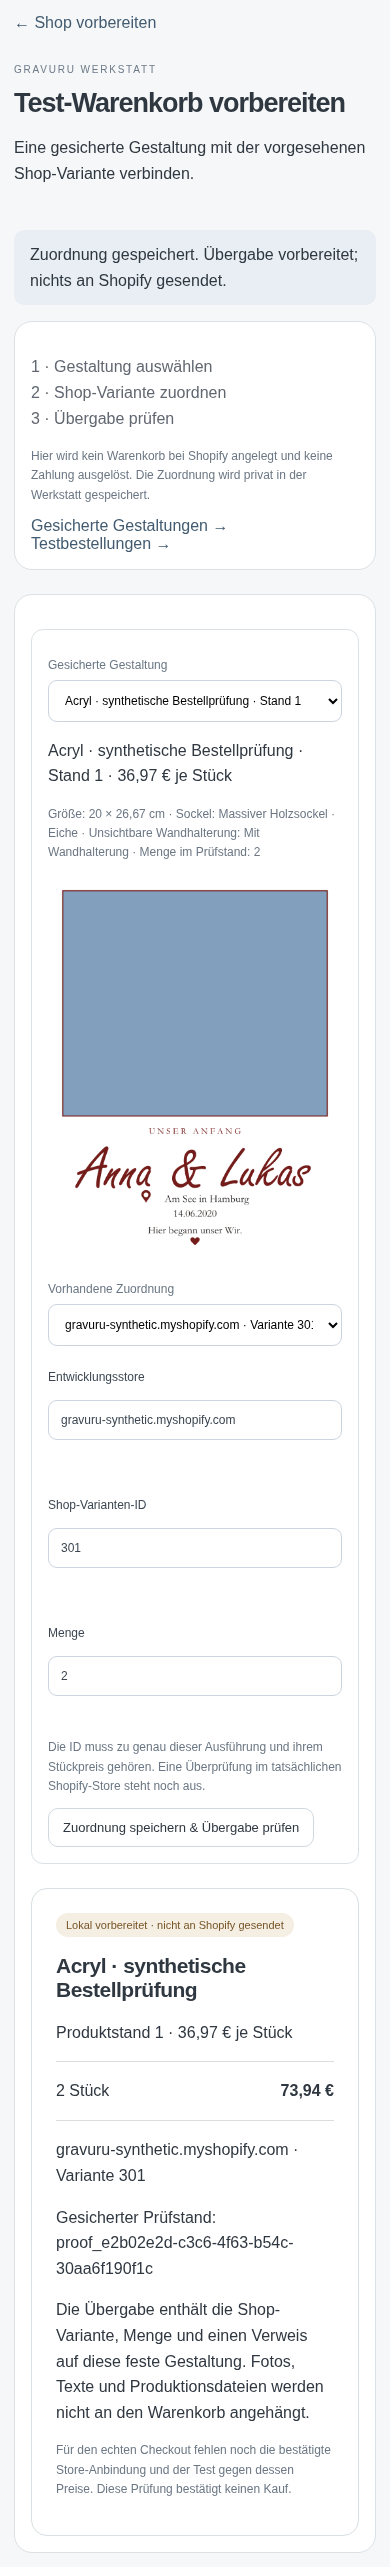 ← Shop vorbereiten
GRAVURU WERKSTATT
Test-Warenkorb vorbereiten
Eine gesicherte Gestaltung mit der vorgesehenen
Shop-Variante verbinden.
Zuordnung gespeichert. Übergabe vorbereitet;
nichts an Shopify gesendet.
1 · Gestaltung auswählen
2 · Shop-Variante zuordnen
3 · Übergabe prüfen
Hier wird kein Warenkorb bei Shopify angelegt und keine
Zahlung ausgelöst. Die Zuordnung wird privat in der
Werkstatt gespeichert.
Gesicherte Gestaltungen →
Testbestellungen →
Gesicherte Gestaltung
Acryl · synthetische Bestellprüfung · Stand 1
Acryl · synthetische Bestellprüfung ·
Stand 1 · 36,97 € je Stück
Größe: 20 × 26,67 cm · Sockel: Massiver Holzsockel ·
Eiche · Unsichtbare Wandhalterung: Mit
Wandhalterung · Menge im Prüfstand: 2
UNSER ANFANG
Anna & Lukas
Am See in Hamburg
14.06.2020
Hier begann unser Wir.
Vorhandene Zuordnung
gravuru-synthetic.myshopify.com · Variante 301
Entwicklungsstore
gravuru-synthetic.myshopify.com
Shop-Varianten-ID
301
Menge
2
Die ID muss zu genau dieser Ausführung und ihrem
Stückpreis gehören. Eine Überprüfung im tatsächlichen
Shopify-Store steht noch aus.
Zuordnung speichern & Übergabe prüfen
Lokal vorbereitet · nicht an Shopify gesendet
Acryl · synthetische
Bestellprüfung
Produktstand 1 · 36,97 € je Stück
2 Stück 73,94 €
gravuru-synthetic.myshopify.com ·
Variante 301
Gesicherter Prüfstand:
proof_e2b02e2d-c3c6-4f63-b54c-
30aa6f190f1c
Die Übergabe enthält die Shop-
Variante, Menge und einen Verweis
auf diese feste Gestaltung. Fotos,
Texte und Produktionsdateien werden
nicht an den Warenkorb angehängt.
Für den echten Checkout fehlen noch die bestätigte
Store-Anbindung und der Test gegen dessen
Preise. Diese Prüfung bestätigt keinen Kauf.